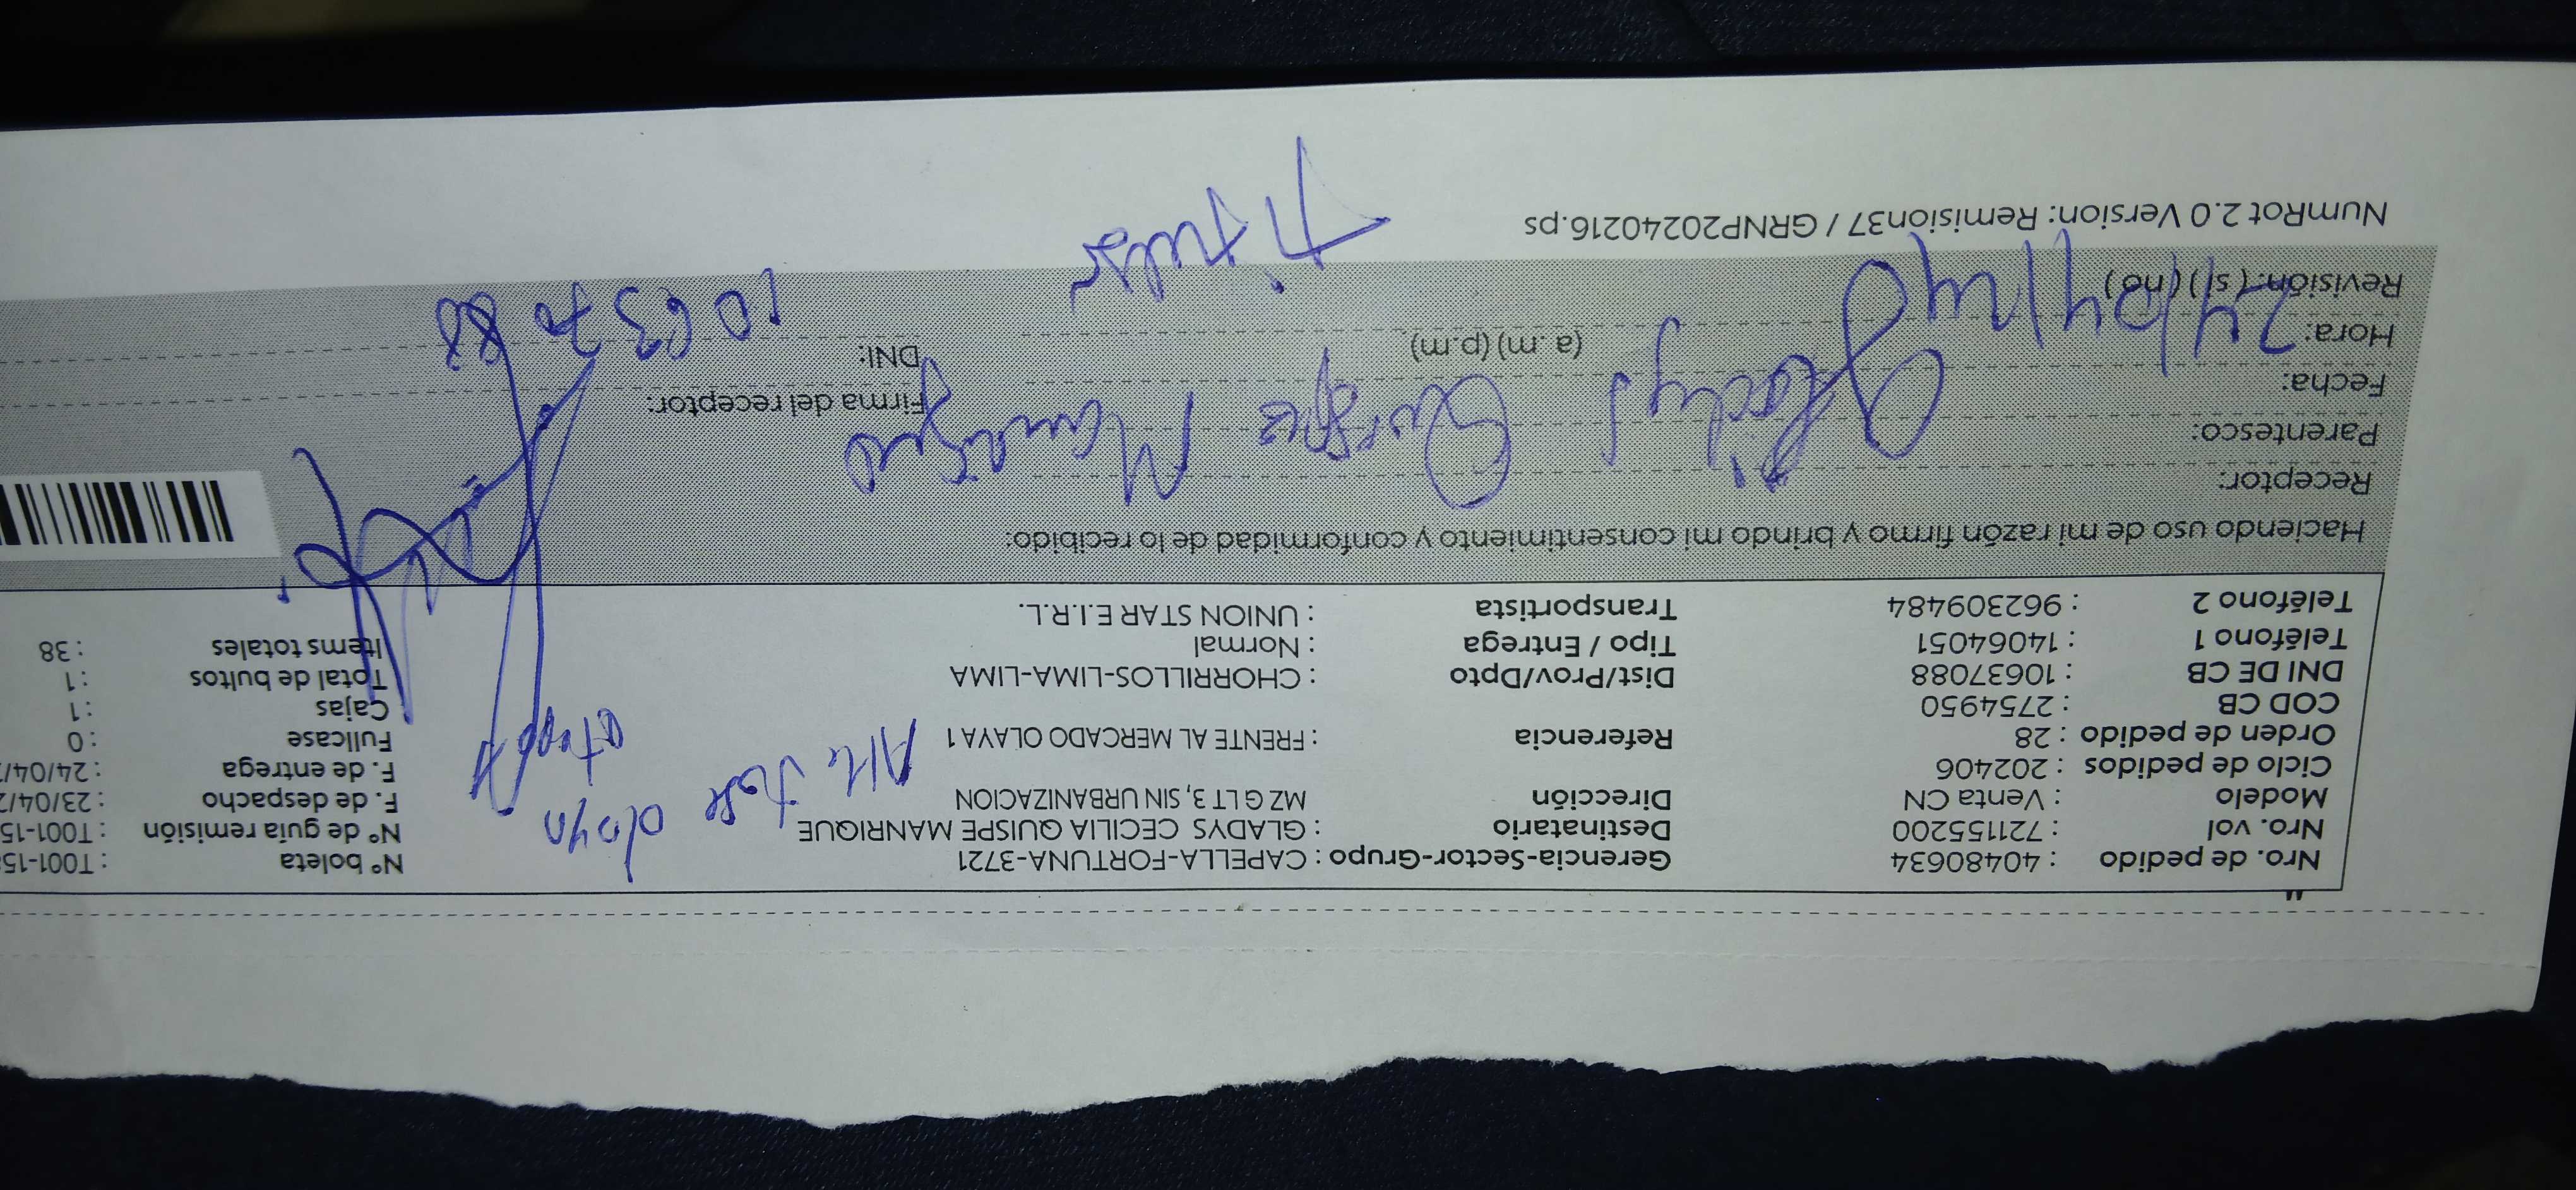 Nro. de pedido : 40480634 Gerencia-Sector-Grupo : CAPELLA-FORTUNA-3721 N° boleta : T001-15
Nro. vol : 721155200 Destinatario : GLADYS CECILIA QUISPE MANRIQUE N° de guía remisión : T001-15
Modelo : Venta CN Dirección MZ G LT 3, SIN URBANIZACION F. de despacho : 23/04/2
Ciclo de pedidos : 202406 F. de entrega : 24/04/
Orden de pedido : 28 Referencia : FRENTE AL MERCADO OLAYA 1 Fullcase : 0
COD CB : 2754950 Cajas : 1
DNI DE CB : 10637088 Dist/Prov/Dpto : CHORRILLOS-LIMA-LIMA Total de bultos : 1
Teléfono 1 : 14064051 Tipo / Entrega : Normal Items totales : 38
Teléfono 2 : 962309484 Transportista : UNION STAR E.I.R.L.
Jose olaya
Haciendo uso de mi razón firmo y brindo mi consentimiento y conformidad de lo recibido:
Receptor:
Gladys Quispe Manrique
Parentesco:
Fecha: Firma del receptor:
Hora: (a. m) (p.m) DNI:
24/04/24 10637088
Revisión: ( si ) ( no )
Titular
NumRot 2.0 Version: Remision37 / GRNP20240216.ps